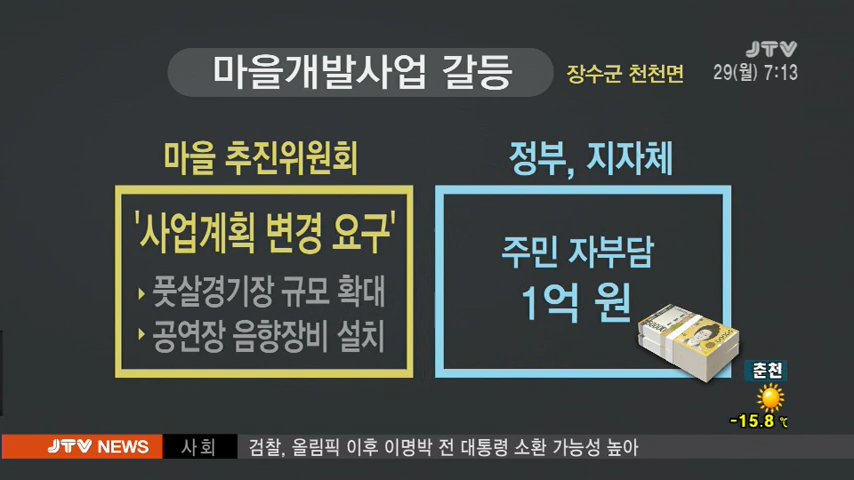 JTV
마을개발사업 갈등
장수군 천천면
29(월) 7:13
마을 추진위원회
'사업계획 변경 요구'
풋살경기장 규모 확대
공연장 음향장비 설치
정부, 지자체
주민 자부담
1억 원
춘천
-15.8℃
JTV NEWS
사회
검찰, 올림픽 이후 이명박 전 대통령 소환 가능성 높아